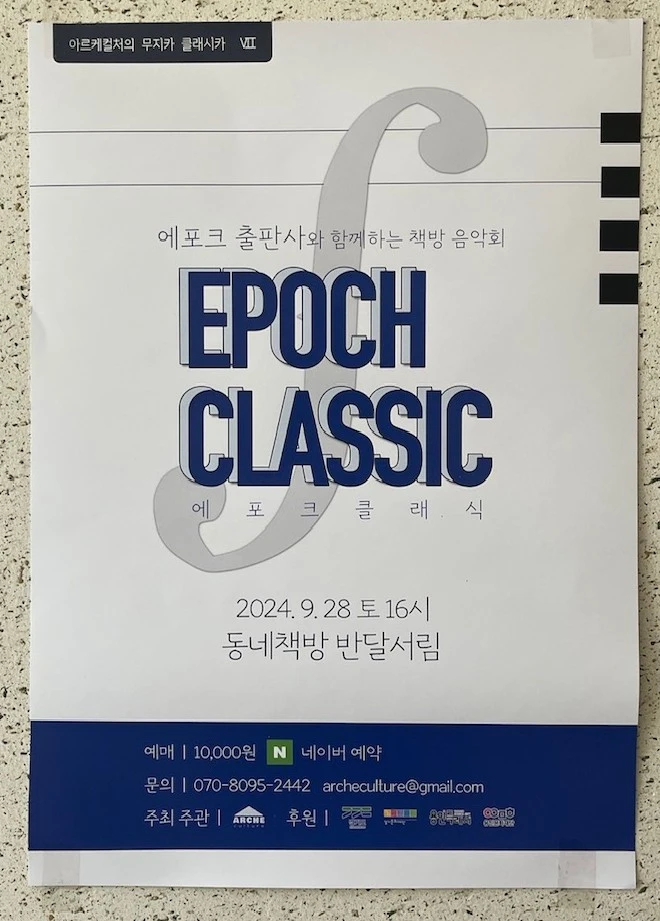 아르케컬처의 무지카 클래시카 Ⅶ
에포크 출판사와 함께하는 책방 음악회
EPOCH
CLASSIC
에포크클래식
2024. 9. 28 토 16시
동네책방 반달서림
예매 | 10,000원 N 네이버 예약
문의 | 070-8095-2442 archeculture@gmail.com
주최 주관 | ARCHE culture 후원 |